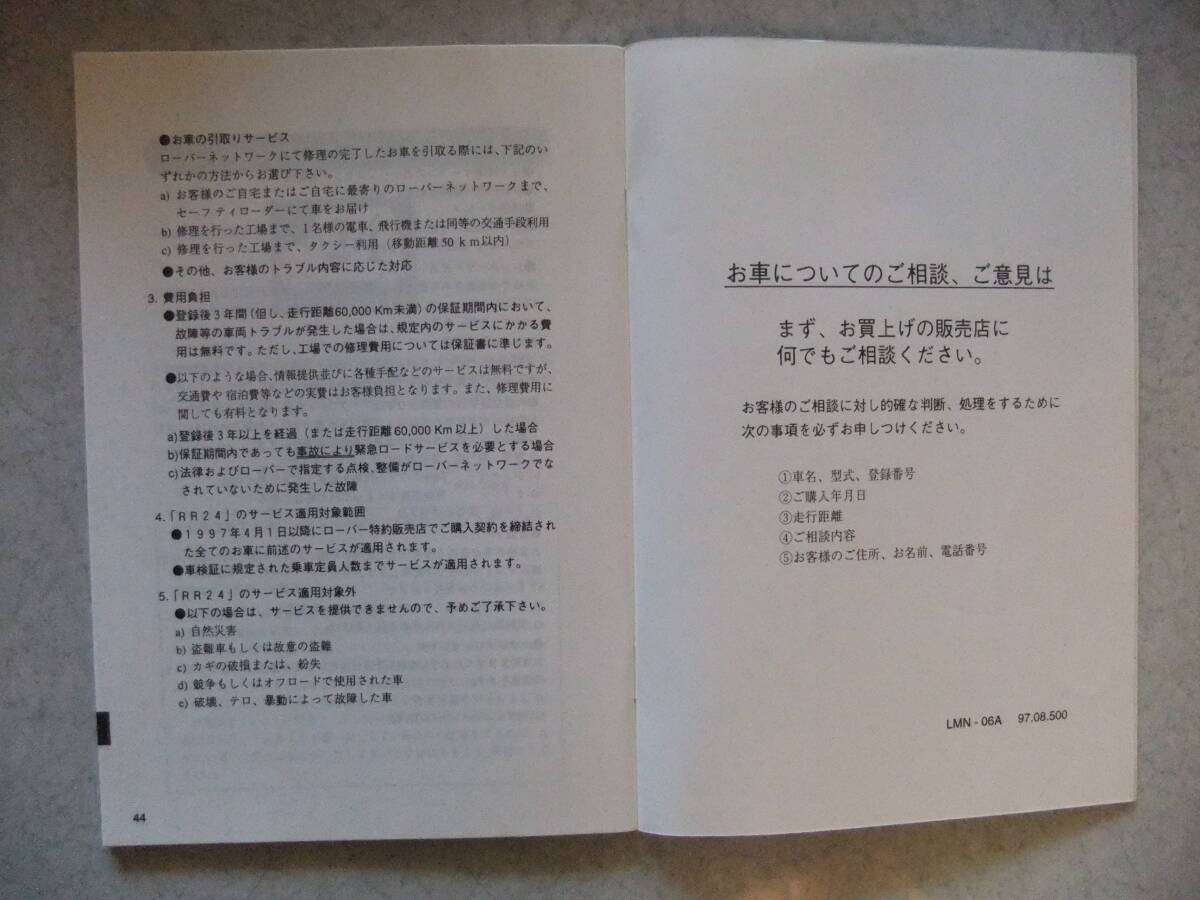 ●お車の引取りサービス
ローバーネットワークにて修理の完了したお車を引取る際には、下記のい
ずれかの方法からお選び下さい。
a) お客様のご自宅またはご自宅に最寄りのローバーネットワークまで、
セーフティローダーにて車をお届け
b) 修理を行った工場まで、1名様の電車、飛行機または同等の交通手段利用
c) 修理を行った工場まで、タクシー利用(移動距離50 km以内)
●その他、お客様のトラブル内容に応じた対応
3. 費用負担
●登録後3年間(但し、走行距離60,000 Km未満)の保証期間内において、
故障等の車両トラブルが発生した場合は、規定内のサービスにかかる費
用は無料です。ただし、工場での修理費用については保証書に準じます。
●以下のような場合、情報提供並びに各種手配などのサービスは無料ですが、
交通費や宿泊費等などの実費はお客様負担となります。また、修理費用に
関しても有料となります。
a)登録後3年以上を経過(または走行距離60,000 Km以上)した場合
b)保証期間内であっても事故により緊急ロードサービスを必要とする場合
c)法律およびローバーで指定する点検、整備がローバーネットワークでな
されていないために発生した故障
4.「RR24」のサービス適用対象範囲
●1997年4月1日以降にローバー特約販売店でご購入契約を締結され
た全てのお車に前述のサービスが適用されます。
●車検証に規定された乗車定員人数までサービスが適用されます。
5.「RR24」のサービス適用対象外
●以下の場合は、サービスを提供できませんので、予めご了承下さい。
a) 自然災害
b) 盗難車もしくは故意の盗難
c) カギの破損または、紛失
d)競争もしくはオフロードで使用された車
e) 破壊、テロ、暴動によって故障した車
44
お車についてのご相談、ご意見は
まず、お買上げの販売店に
何でもご相談ください。
お客様のご相談に対し的確な判断、処理をするために
次の事項を必ずお申しつけください。
①車名、型式、登録番号
②ご購入年月日
③走行距離
④ご相談内容
⑤お客様のご住所、お名前、電話番号
LMN - 06A 97.08.500